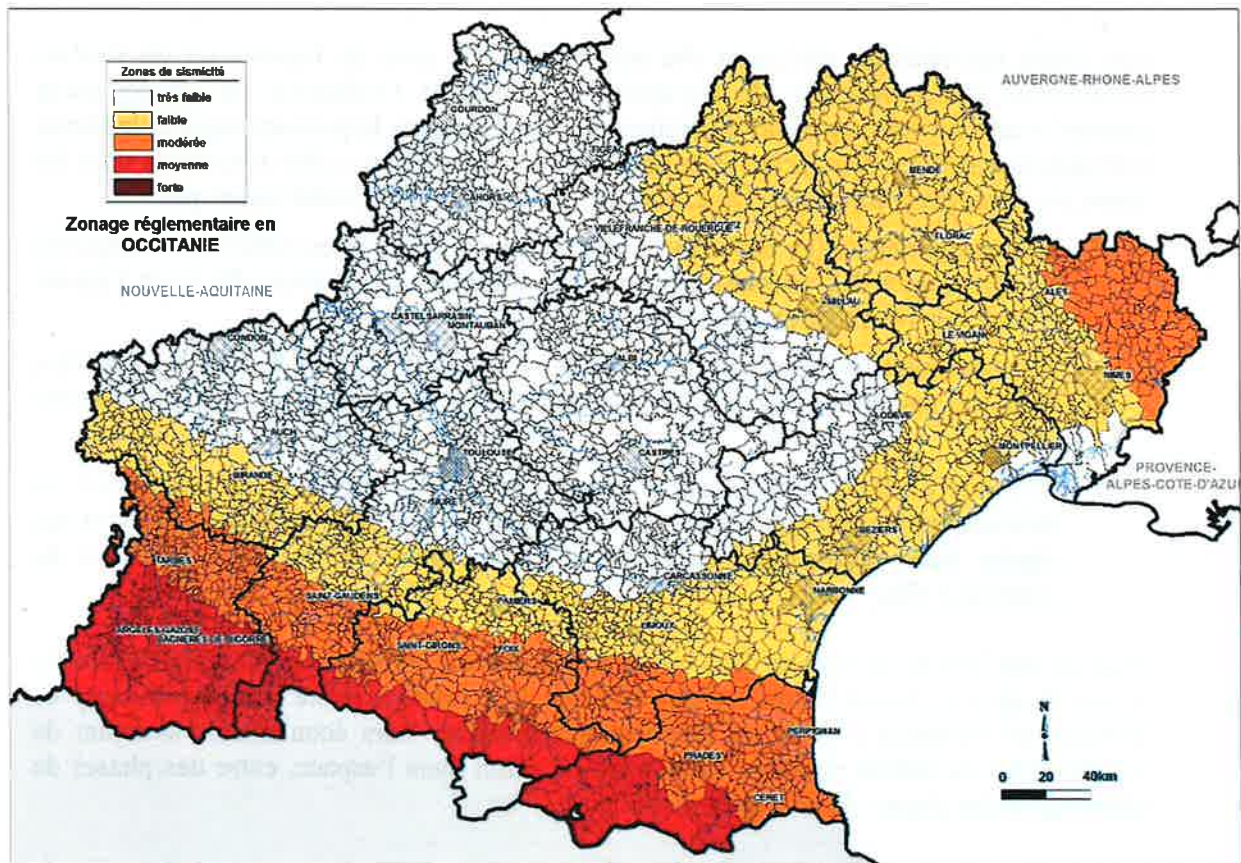 Zones de sismicité
très faible
faible
modérée
moyenne
forte
Zonage réglementaire en
OCCITANIE
AUVERGNE-RHONE-ALPES
NOUVELLE-AQUITAINE
PROVENCE-
ALPES-COTE-D'AZUR
GOURDON
FIGEAC
CAHORS
VILLEFRANCHE-DE-ROUERGUE
MENDE
FLORAC
MILLAU
ALES
LE VIGAN
NIMES
CASTELSARRASIN
MONTAUBAN
CONDOM
ALBI
LODEVE
MONTPELLIER
AUCH
TOULOUSE
CASTRES
MIRANDE
MURET
BEZIERS
TARBES
SAINT-GAUDENS
PAMIERS
CARCASSONNE
NARBONNE
LIMOUX
ARGELES-GAZOST
BAGNERES-DE-BIGORRE
SAINT-GIRONS
FOIX
PERPIGNAN
PRADES
CERET
N
0 20 40km